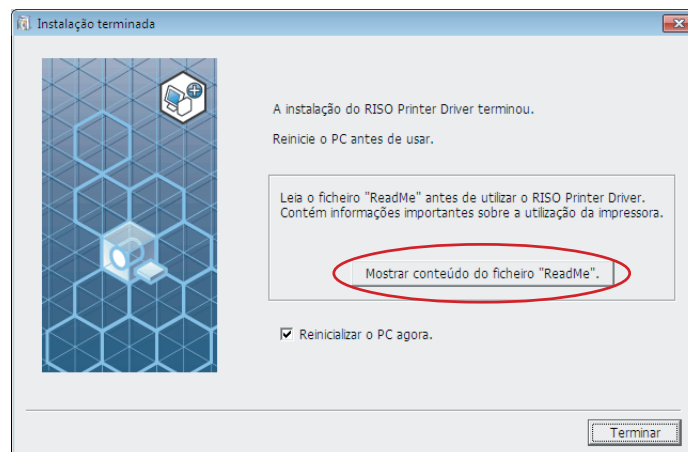 Instalação terminada
A instalação do RISO Printer Driver terminou.
Reinicie o PC antes de usar.
Leia o ficheiro "ReadMe" antes de utilizar o RISO Printer Driver.
Contém informações importantes sobre a utilização da impressora.
Mostrar conteúdo do ficheiro "ReadMe".
Reinicializar o PC agora.
Terminar